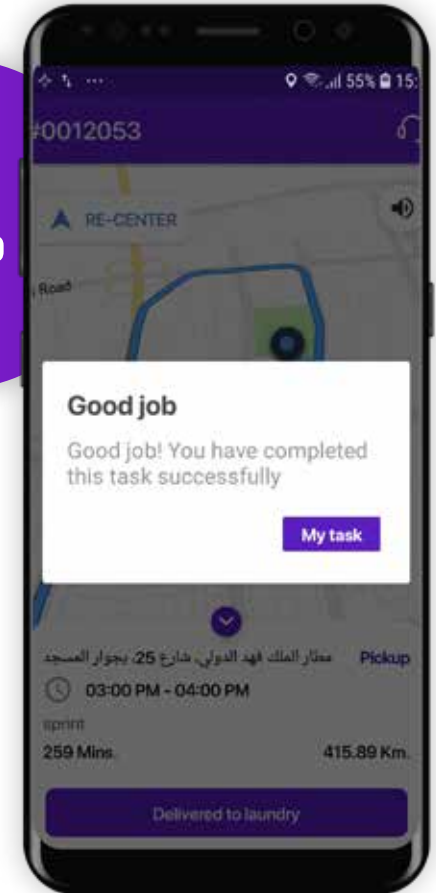 55% 15:
#0012053
RE-CENTER
Road
Good job
Good job! You have completed
this task successfully
My task
مطار الملك فهد الدولي، شارع 25، بجوار المسجد Pickup
03:00 PM - 04:00 PM
sprint
259 Mins. 415.89 Km.
Delivered to laundry